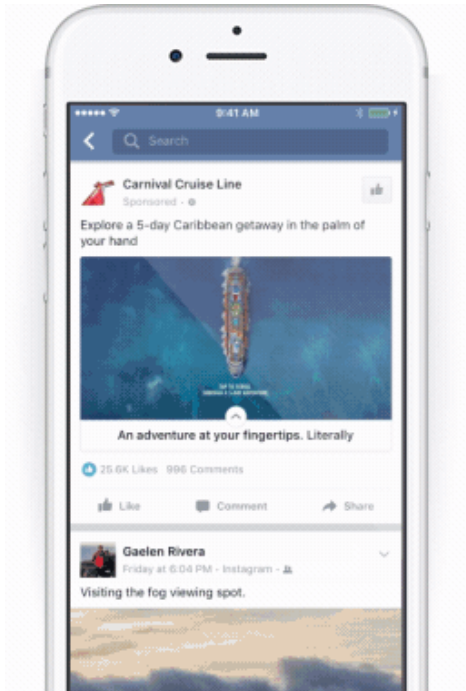 9:41 AM
Search
Carnival Cruise Line
Sponsored ·
Explore a 5-day Caribbean getaway in the palm of
your hand
An adventure at your fingertips. Literally
25.6K Likes 996 Comments
Like Comment Share
Gaelen Rivera
Friday at 6:04 PM · Instagram ·
Visiting the fog viewing spot.